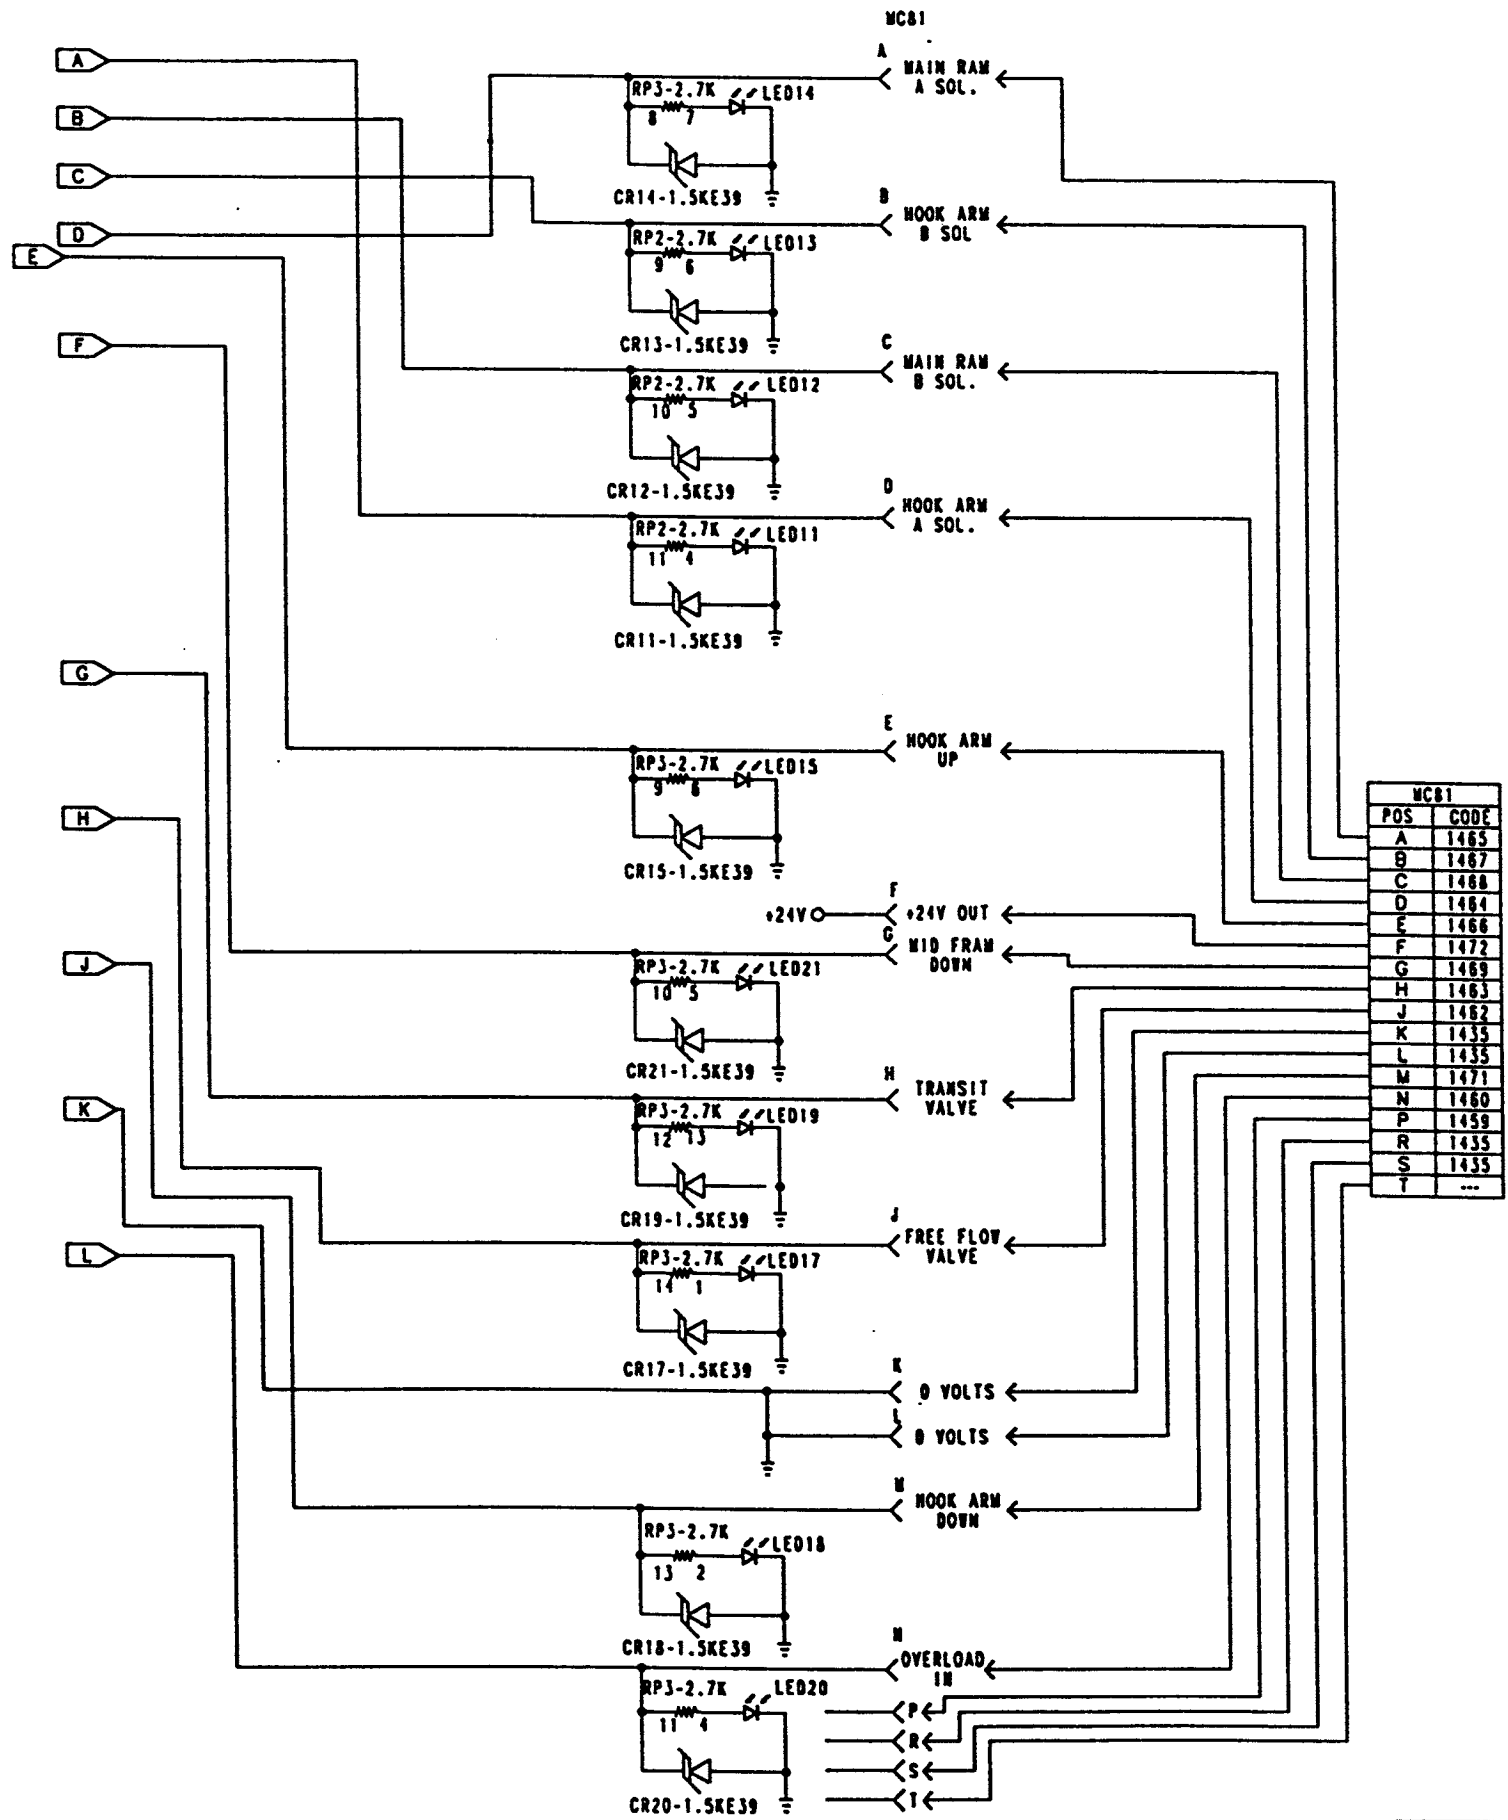 MC81
A
A
MAIN RAM
A SOL.
RP3-2.7K
LED14
8 7
B
C
CR14-1.5KE39
B
HOOK ARM
B SOL
D
RP2-2.7K
LED13
9 6
E
F
CR13-1.5KE39
C
MAIN RAM
B SOL.
RP2-2.7K
LED12
10 5
CR12-1.5KE39
D
HOOK ARM
A SOL.
RP2-2.7K
LED11
11 4
CR11-1.5KE39
G
E
HOOK ARM
UP
RP3-2.7K
LED15
9 6
H
CR15-1.5KE39
F
+24V
+24V OUT
G
MID FRAM
DOWN
J
RP3-2.7K
LED21
10 5
CR21-1.5KE39
H
TRANSIT
VALVE
K
RP3-2.7K
LED19
12 13
CR19-1.5KE39
J
FREE FLOW
VALVE
L
RP3-2.7K
LED17
14 1
CR17-1.5KE39
K
0 VOLTS
L
0 VOLTS
M
HOOK ARM
DOWN
RP3-2.7K
LED18
13 2
CR18-1.5KE39
N
OVERLOAD
IN
RP3-2.7K
LED20
11 4
P
R
S
T
CR20-1.5KE39
MC81
POS CODE
A 1465
B 1467
C 1468
D 1464
E 1466
F 1472
G 1469
H 1463
J 1462
K 1435
L 1435
M 1471
N 1460
P 1459
R 1435
S 1435
T ---